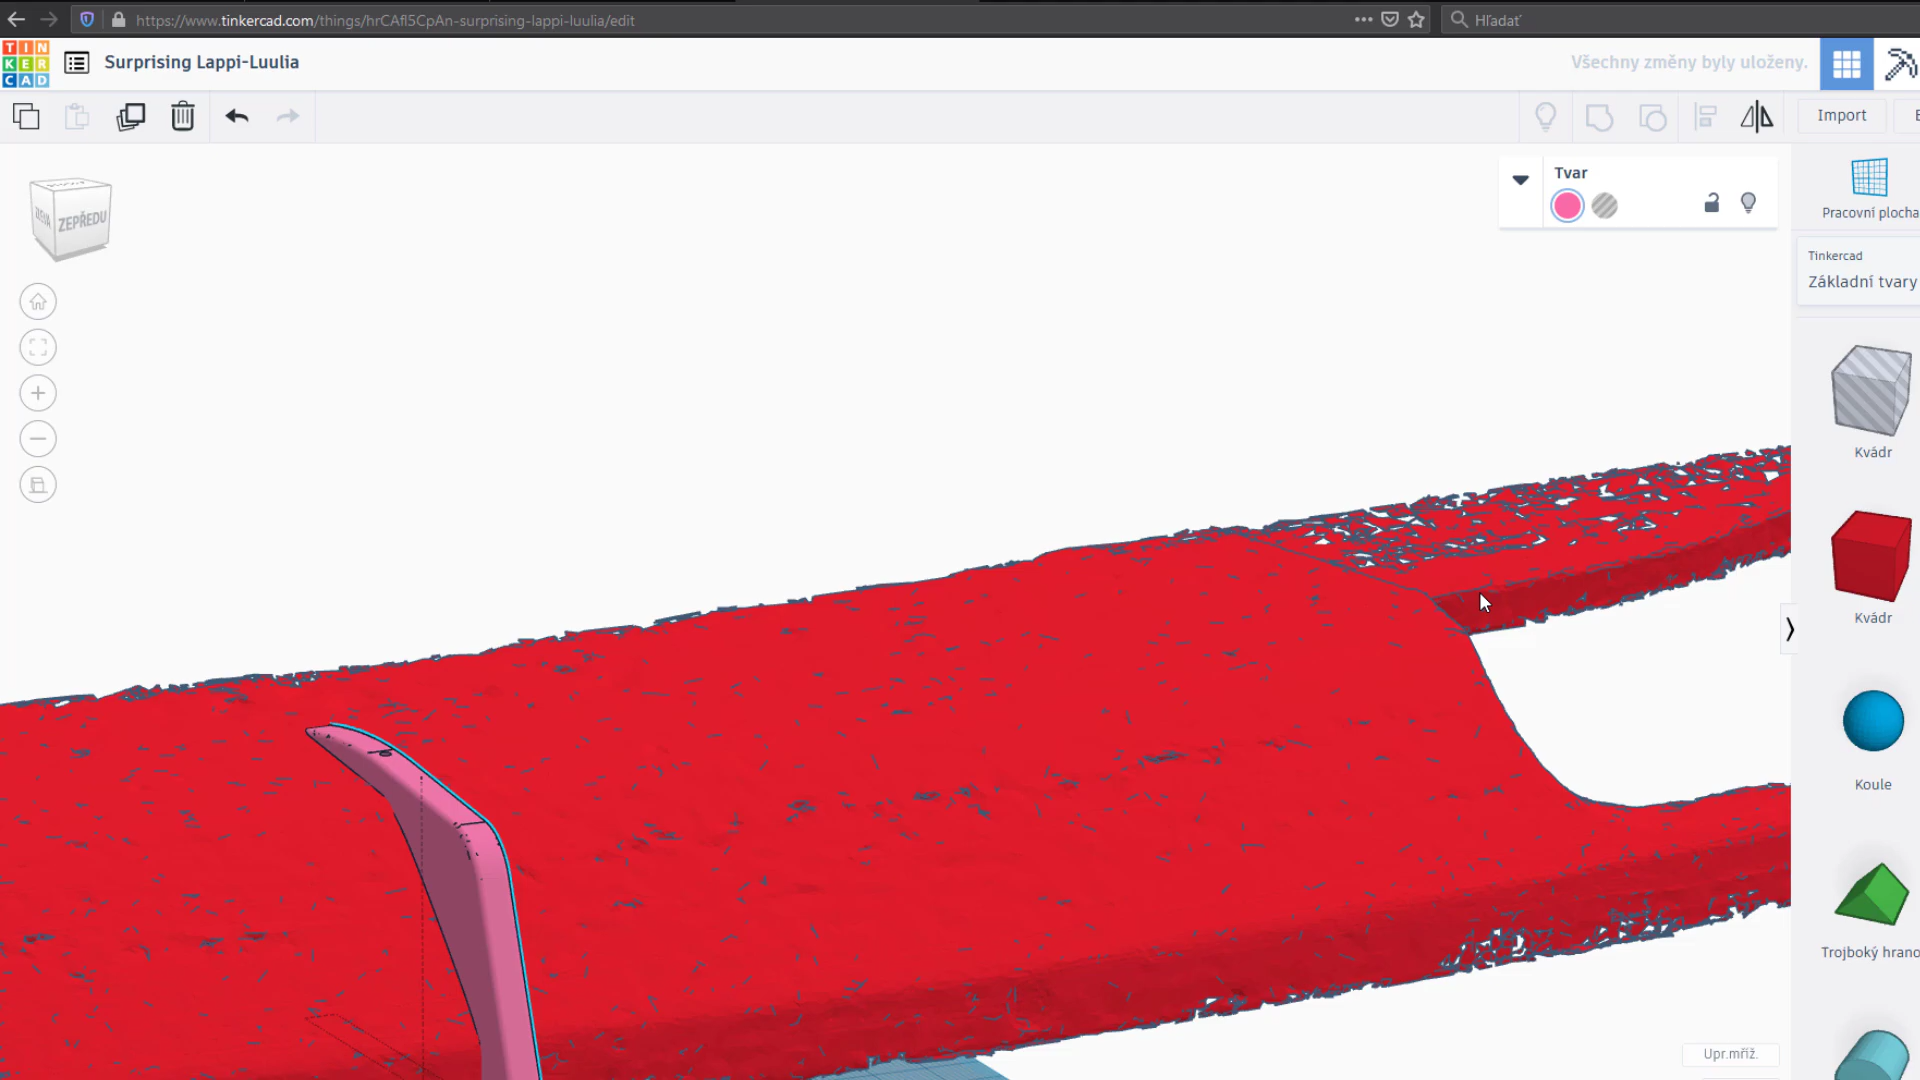 https://www.tinkercad.com/things/hrCAfl5CpAn-surprising-lappi-luulia/edit
Hľadať
TIN
KER
CAD
Surprising Lappi-Luulia
Všechny změny byly uloženy.
Import
Tvar
ZEPŘEDU
Pracovní plocha
Tinkercad
Základní tvary
Kvádr
Kvádr
Koule
Trojboký hrano
Upr.mříž.